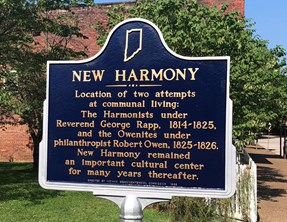 NEW HARMONY
Location of two attempts
at communal living:
The Harmonists under
Reverend George Rapp, 1814-1825,
and the Owenites under
philanthropist Robert Owen, 1825-1826.
New Harmony remained
an important cultural center
for many years thereafter.